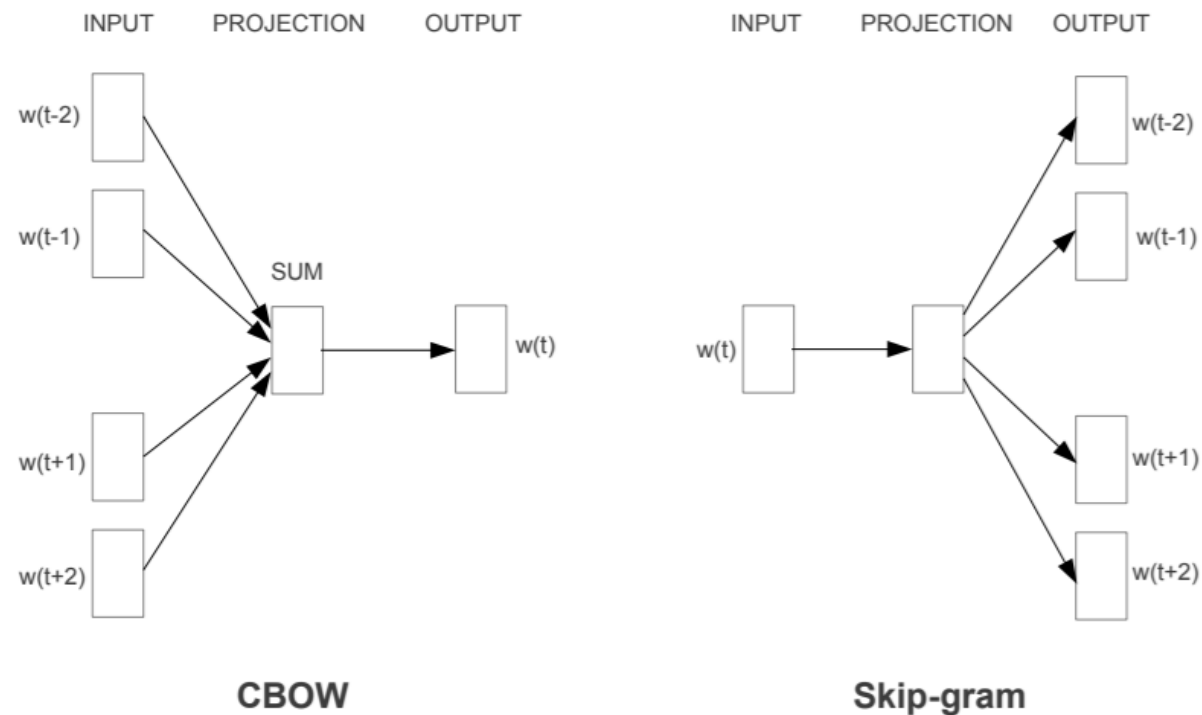 INPUT PROJECTION OUTPUT
w(t-2)
w(t-1)
SUM
w(t)
w(t+1)
w(t+2)
CBOW
INPUT PROJECTION OUTPUT
w(t-2)
w(t-1)
w(t)
w(t+1)
w(t+2)
Skip-gram